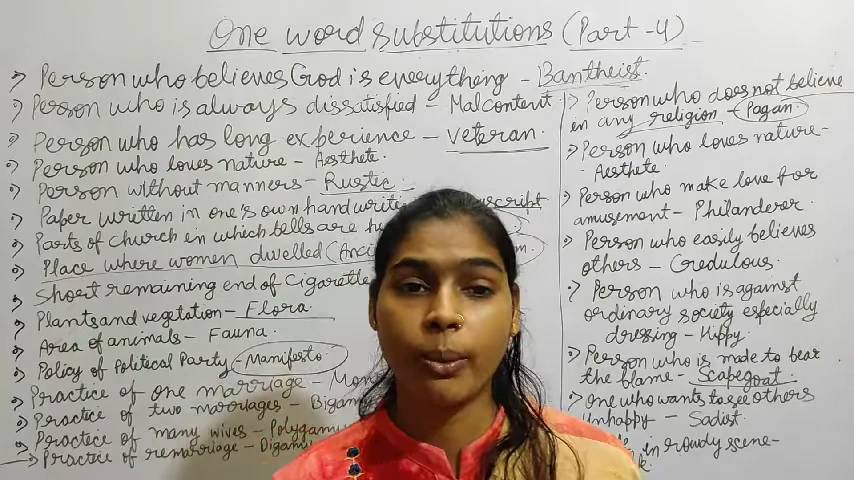 One word substitutions (Part-4)
Person who believes God is everything - Bantheist.
Person who is always dissatisfied - Malcontent
Person who has long experience - Veteran.
Person who loves nature - Aesthete.
Person without manners - Rustic
Paper written in one's own handwriting script
Parts of church in which tells are hu
Place where women dwelled (Anci
Short remaining end of Cigarette
Plants and vegetation - Flora.
Area of animals - Fauna.
Policy of Political Party - Manifesto.
Practice of one marriage - Mon
Practice of two marriages - Bigam
Practice of many wives - Polygamy
Practice of remarriage - Digamy
Person who does not believe
in any religion - Pagan
Person who loves nature -
- Aesthete.
Person who make love for
amusement - Philanderer.
Person who easily believes
others - Credulous.
Person who is against
ordinary society especially
dressing - Hippy.
Person who is made to bear
the blame - Scapegoat
One who wants to see others
Unhappy - Sadist
in rowdy scene -